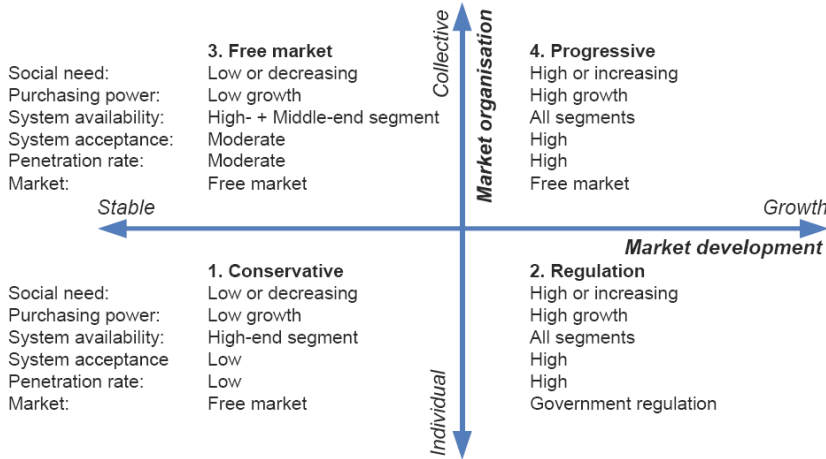 3. Free market
Social need: Low or decreasing
Purchasing power: Low growth
System availability: High- + Middle-end segment
System acceptance: Moderate
Penetration rate: Moderate
Market: Free market
Collective
Market organisation
4. Progressive
High or increasing
High growth
All segments
High
High
Free market
Stable
Growth
Market development
1. Conservative
Social need: Low or decreasing
Purchasing power: Low growth
System availability: High-end segment
System acceptance Low
Penetration rate: Low
Market: Free market
Individual
2. Regulation
High or increasing
High growth
All segments
High
High
Government regulation